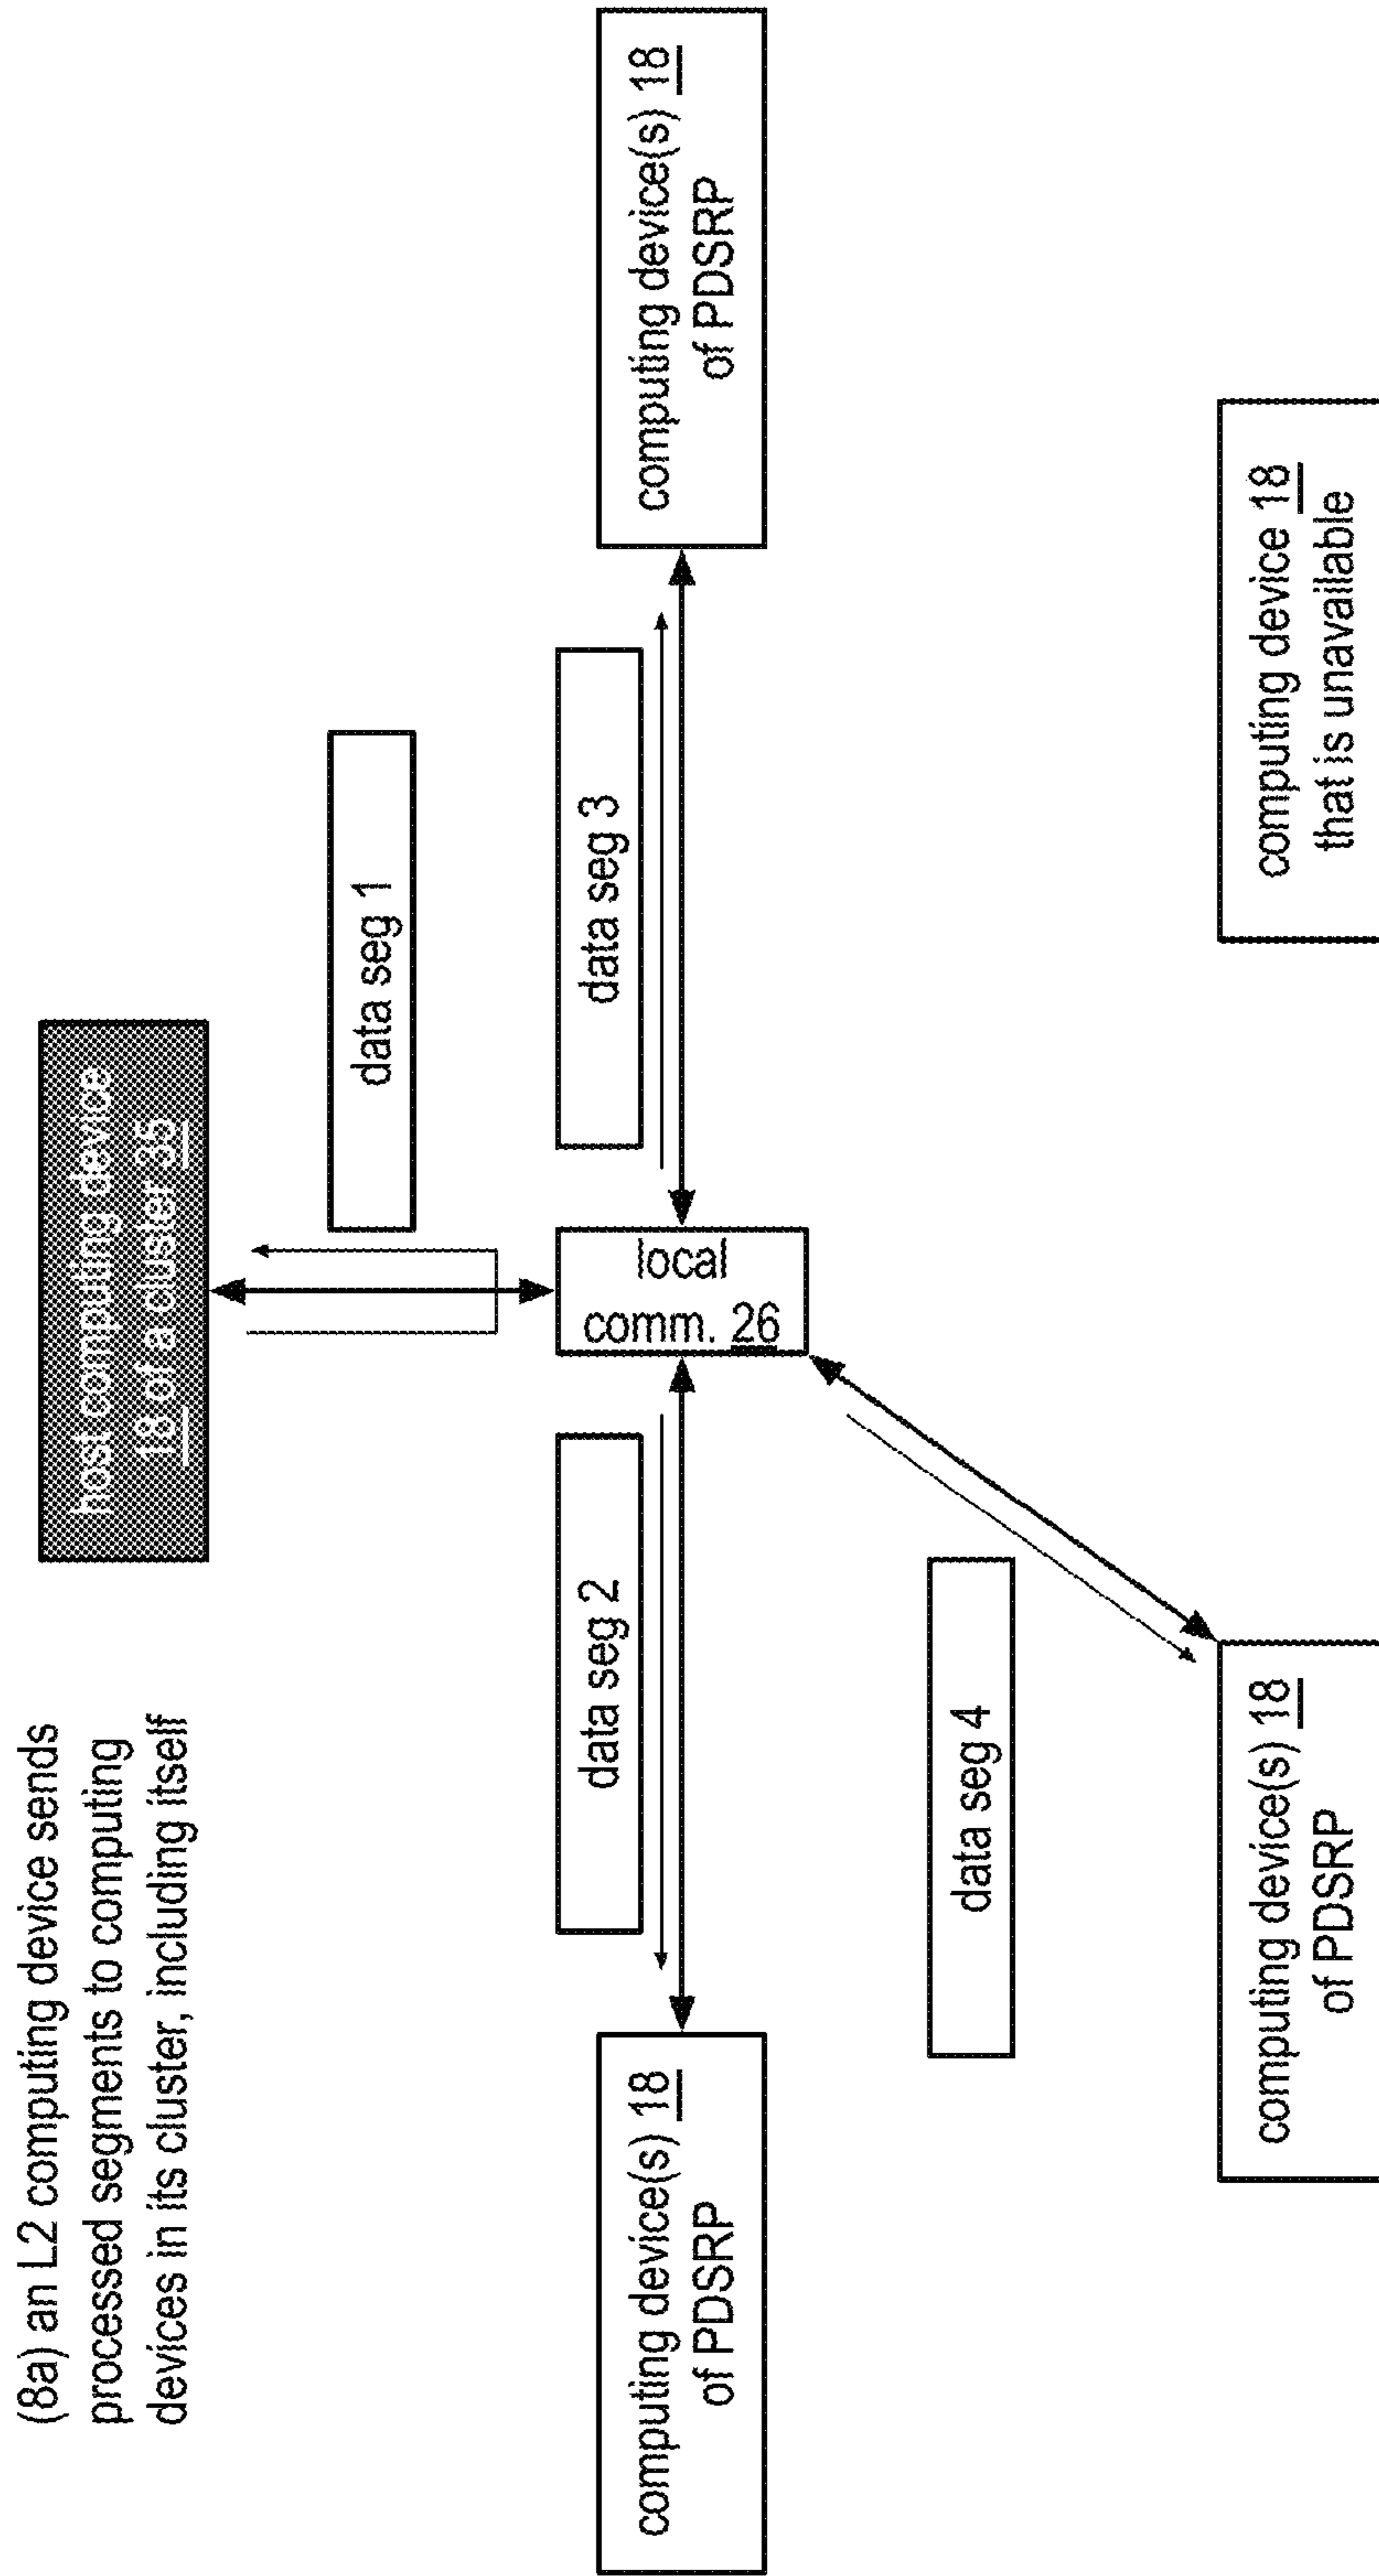 (8a) an L2 computing device sends
processed segments to computing
devices in its cluster, including itself
host computing device
18 of a cluster 35
data seg 1
data seg 2
data seg 3
computing device(s) 18
of PDSRP
local
comm. 26
computing device(s) 18
of PDSRP
data seg 4
computing device(s) 18
of PDSRP
computing device 18
that is unavailable